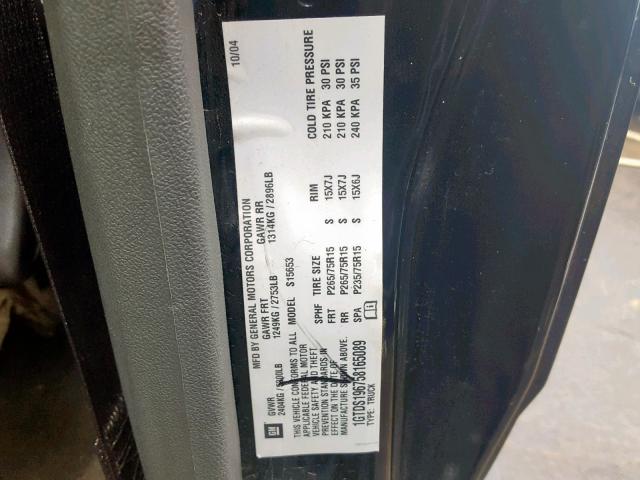 MFD BY GENERAL MOTORS CORPORATION 10/04
GM GVWR GAWR FRT GAWR RR
2404KG / 5300LB 1249KG / 2753LB 1314KG / 2896LB
THIS VEHICLE CONFORMS TO ALL MODEL S15653
APPLICABLE FEDERAL MOTOR
VEHICLE SAFETY AND THEFT
PREVENTION STANDARDS IN
EFFECT ON THE DATE OF
MANUFACTURE SHOWN ABOVE.
SPHF TIRE SIZE RIM COLD TIRE PRESSURE
FRT P265/75R15 S 15X7J 210 KPA 30 PSI
RR P265/75R15 S 15X7J 210 KPA 30 PSI
SPA P235/75R15 S 15X6J 240 KPA 35 PSI
1GTDS196758165089
TYPE: TRUCK